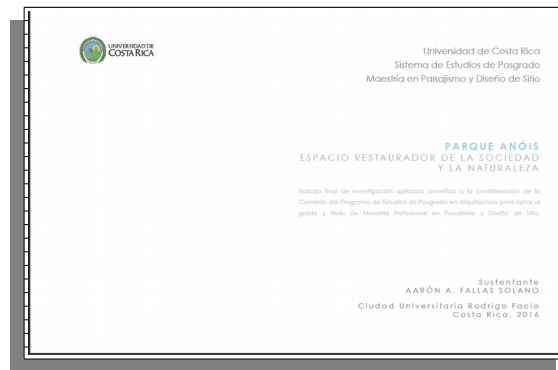 UNIVERSIDAD DE
COSTA RICA
Universidad de Costa Rica
Sistema de Estudios de Posgrado
Maestría en Paisajismo y Diseño de Sitio
PARQUE ANÓIS
ESPACIO RESTAURADOR DE LA SOCIEDAD
Y LA NATURALEZA
Trabajo final de investigación aplicada sometido a la consideración de la
Comisión del Programa de Estudios de Posgrado en Arquitectura para optar al
grado y título de Maestría Profesional en Paisajismo y Diseño de Sitio.
Sustentante
AARÓN A. FALLAS SOLANO
Ciudad Universitaria Rodrigo Facio
Costa Rica, 2016